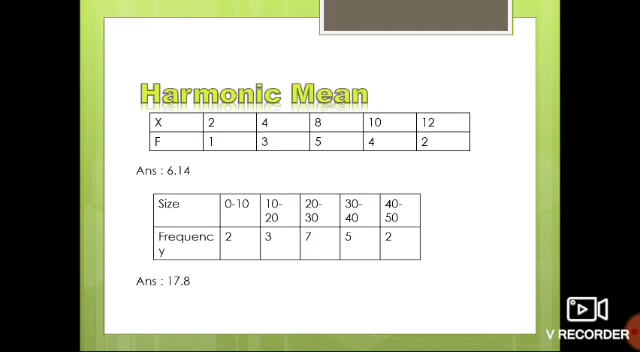 Harmonic Mean
X 2 4 8 10 12
F 1 3 5 4 2
Ans : 6.14
Size 0-10 10- 20- 30- 40-
20 30 40 50
Frequenc 2 3 7 5 2
y
Ans : 17.8
V RECORDER